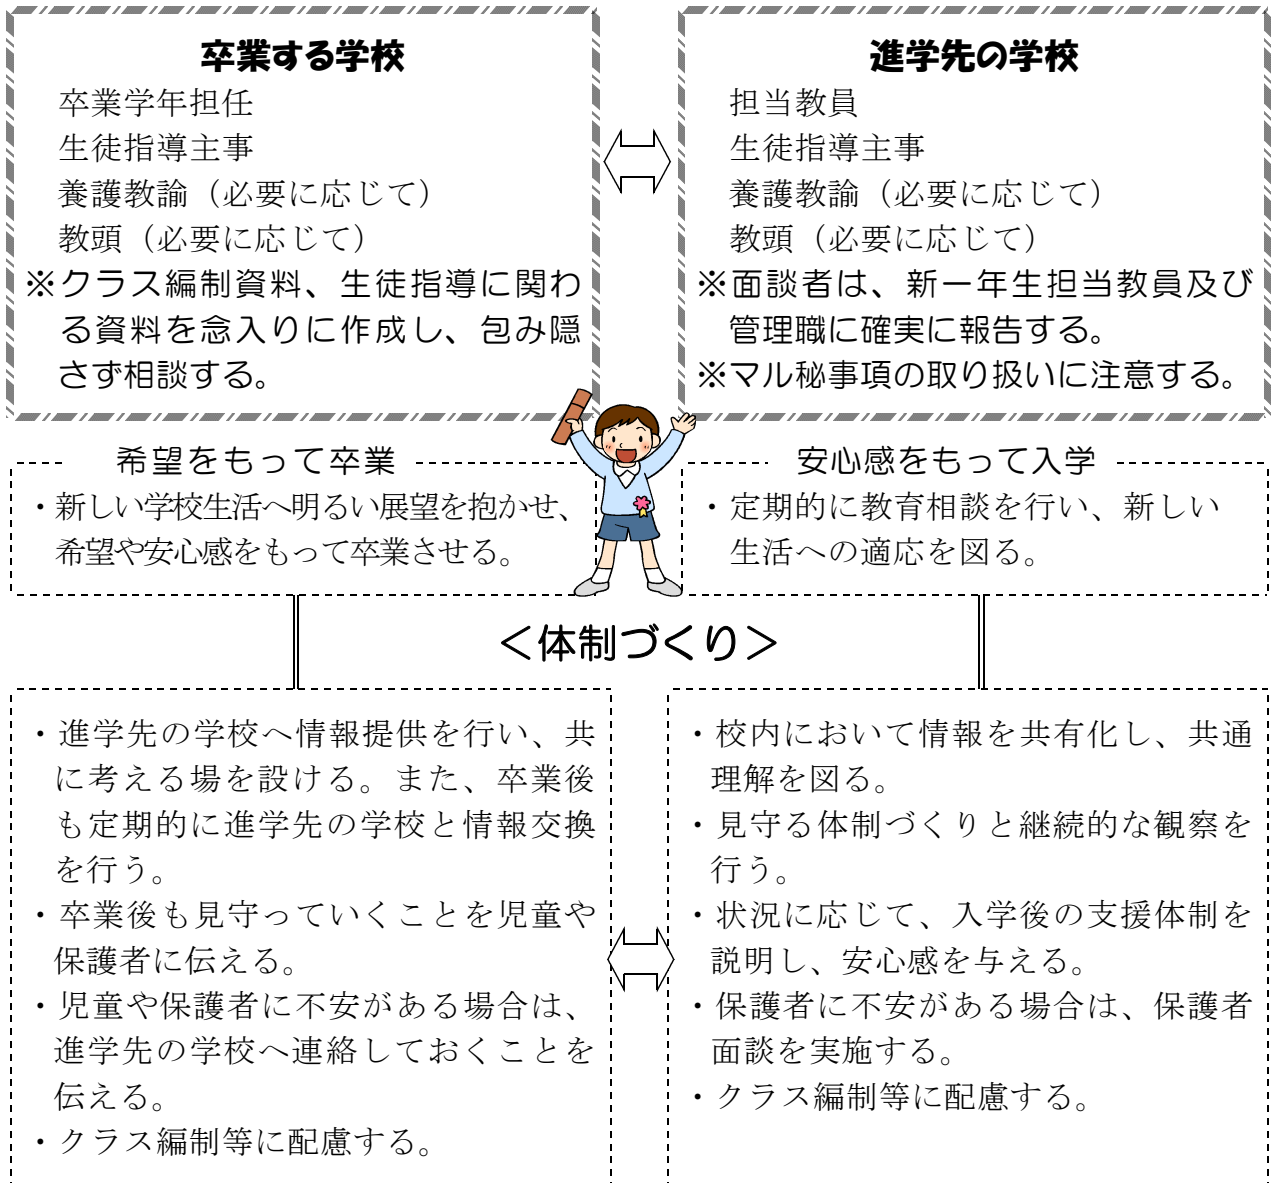 卒業する学校
卒業学年担任
生徒指導主事
養護教諭（必要に応じて）
教頭（必要に応じて）
※クラス編制資料、生徒指導に関わ
る資料を念入りに作成し、包み隠
さず相談する。
進学先の学校
担当教員
生徒指導主事
養護教諭（必要に応じて）
教頭（必要に応じて）
※面談者は、新一年生担当教員及び
管理職に確実に報告する。
※マル秘事項の取り扱いに注意する。
希望をもって卒業
・新しい学校生活へ明るい展望を抱かせ、
希望や安心感をもって卒業させる。
安心感をもって入学
・定期的に教育相談を行い、新しい
生活への適応を図る。
＜体制づくり＞
・進学先の学校へ情報提供を行い、共
に考える場を設ける。また、卒業後
も定期的に進学先の学校と情報交換
を行う。
・卒業後も見守っていくことを児童や
保護者に伝える。
・児童や保護者に不安がある場合は、
進学先の学校へ連絡しておくことを
伝える。
・クラス編制等に配慮する。
・校内において情報を共有化し、共通
理解を図る。
・見守る体制づくりと継続的な観察を
行う。
・状況に応じて、入学後の支援体制を
説明し、安心感を与える。
・保護者に不安がある場合は、保護者
面談を実施する。
・クラス編制等に配慮する。